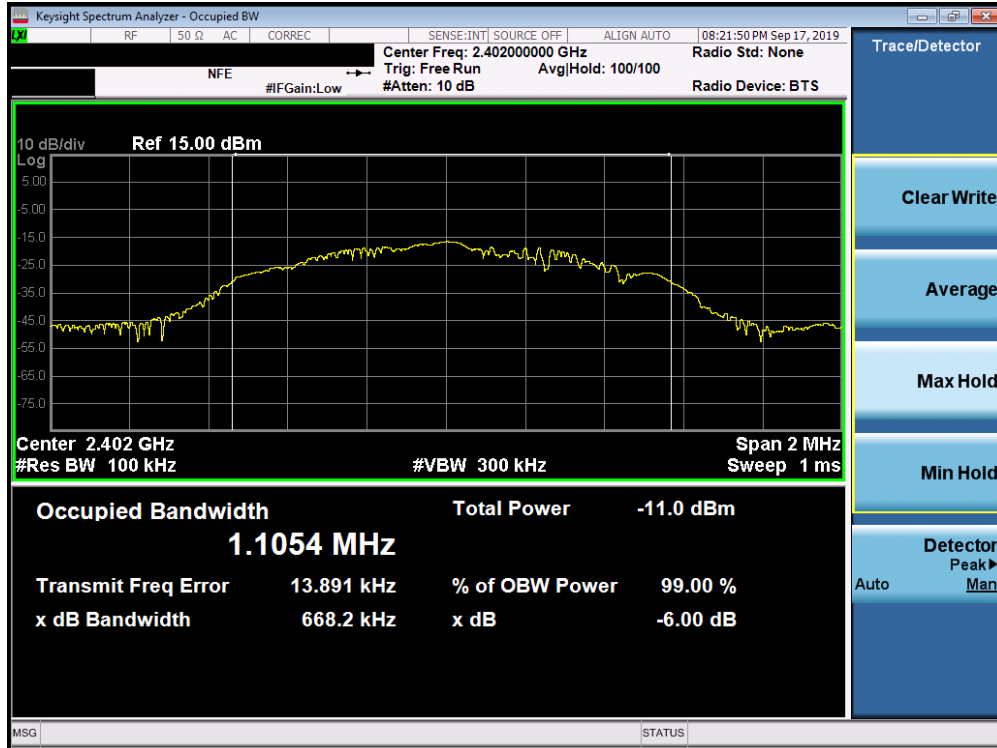 Keysight Spectrum Analyzer - Occupied BW
LXI RF 50 Ω AC CORREC SENSE:INT SOURCE OFF ALIGN AUTO 08:21:50 PM Sep 17, 2019
Center Freq: 2.402000000 GHz Radio Std: None
NFE Trig: Free Run Avg|Hold: 100/100
#IFGain:Low #Atten: 10 dB Radio Device: BTS
10 dB/div Ref 15.00 dBm
Log
5.00
-5.00
-15.0
-25.0
-35.0
-45.0
-55.0
-65.0
-75.0
Center 2.402 GHz Span 2 MHz
#Res BW 100 kHz #VBW 300 kHz Sweep 1 ms
Occupied Bandwidth Total Power -11.0 dBm
1.1054 MHz
Transmit Freq Error 13.891 kHz % of OBW Power 99.00 %
x dB Bandwidth 668.2 kHz x dB -6.00 dB
MSG STATUS
Trace/Detector
Clear Write
Average
Max Hold
Min Hold
Detector
Peak▶
Auto Man